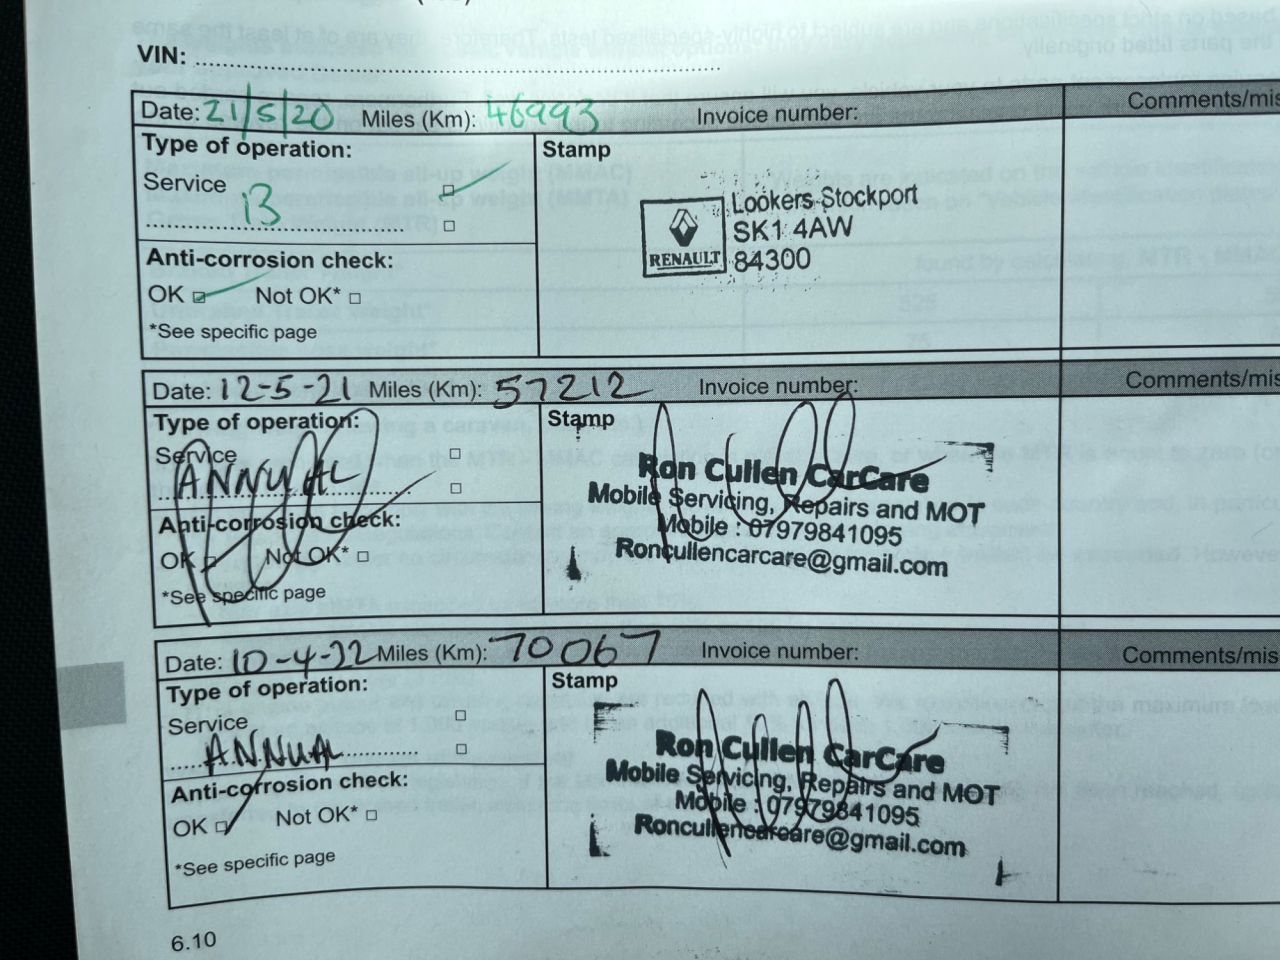 VIN:
Date: 21/5/20 Miles (Km): 46993 Invoice number: Comments/mis
Type of operation: Stamp
Service 13
Lookers Stockport
SK1 4AW
RENAULT 84300
Anti-corrosion check:
OK Not OK*
*See specific page
Date: 12-5-21 Miles (Km): 57212 Invoice number: Comments/mis
Type of operation: Stamp
Service
ANNUAL
Ron Cullen CarCare
Mobile Servicing, Repairs and MOT
Mobile : 07979841095
Roncullencarcare@gmail.com
Anti-corrosion check:
OK Not OK*
*See specific page
Date: 10-4-22 Miles (Km): 70067 Invoice number: Comments/mis
Type of operation: Stamp
Service
ANNUAL
Ron Cullen CarCare
Mobile Servicing, Repairs and MOT
Mobile : 07979841095
Roncullencarcare@gmail.com
Anti-corrosion check:
OK Not OK*
*See specific page
6.10